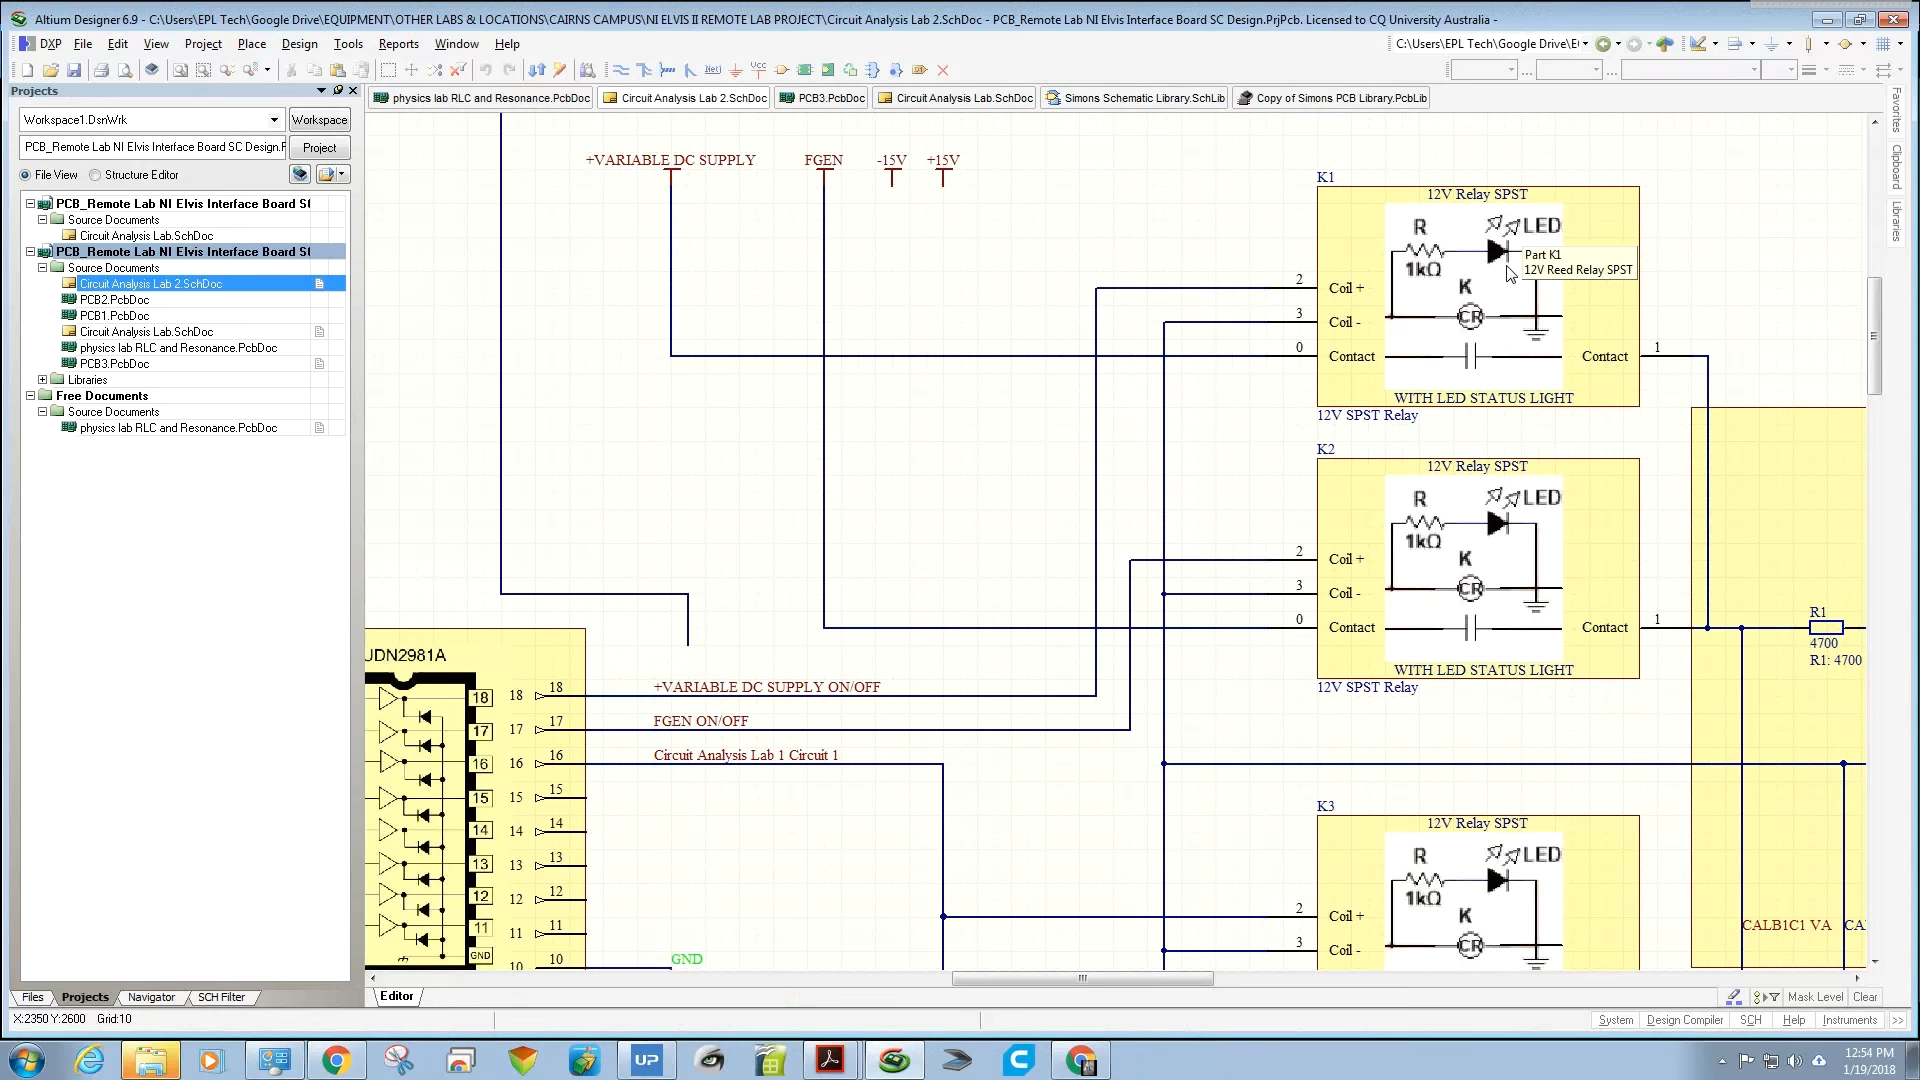 Altium Designer 6.9 - C:\Users\EPL Tech\Google Drive\EQUIPMENT\OTHER LABS & LOCATIONS\CAIRNS CAMPUS\NI ELVIS II REMOTE LAB PROJECT\Circuit Analysis Lab 2.SchDoc - PCB_Remote Lab NI Elvis Interface Board SC Design.PrjPcb. Licensed to CQ University Australia -
DXP File Edit View Project Place Design Tools Reports Window Help
C:\Users\EPL Tech\Google Drive\E
Net Vcc
Projects
physics lab RLC and Resonance.PcbDoc Circuit Analysis Lab 2.SchDoc PCB3.PcbDoc Circuit Analysis Lab.SchDoc Simons Schematic Library.SchLib Copy of Simons PCB Library.PcbLib
Workspace1.DsnWrk Workspace
PCB_Remote Lab NI Elvis Interface Board SC Design.P Project
File View Structure Editor
PCB_Remote Lab NI Elvis Interface Board S
Source Documents
Circuit Analysis Lab.SchDoc
PCB_Remote Lab NI Elvis Interface Board S
Source Documents
Circuit Analysis Lab 2.SchDoc
PCB2.PcbDoc
PCB1.PcbDoc
Circuit Analysis Lab.SchDoc
physics lab RLC and Resonance.PcbDoc
PCB3.PcbDoc
Libraries
Free Documents
Source Documents
physics lab RLC and Resonance.PcbDoc
Files Projects Navigator SCH Filter
+VARIABLE DC SUPPLY FGEN -15V +15V
K1
12V Relay SPST
R LED
1kΩ
Part K1
12V Reed Relay SPST
K
2 Coil +
3 Coil - CR
0 Contact Contact 1
WITH LED STATUS LIGHT
12V SPST Relay
K2
12V Relay SPST
R LED
1kΩ
K
2 Coil +
3 Coil - CR
0 Contact Contact 1
WITH LED STATUS LIGHT
12V SPST Relay
R1
4700
R1: 4700
UDN2981A
18 18 18 +VARIABLE DC SUPPLY ON/OFF
17 17 17 FGEN ON/OFF
16 16 16 Circuit Analysis Lab 1 Circuit 1
15 15 15
14 14 14
13 13 13
12 12 12
11 11 11
GND 10 10 GND
K3
12V Relay SPST
R LED
1kΩ
K
2 Coil +
3 Coil - CR
CALB1C1 VA CA
Favorites
Clipboard
Libraries
Editor
Mask Level Clear
X:2350 Y:2600 Grid:10
System Design Compiler SCH Help Instruments >>
UP
12:54 PM
1/19/2018